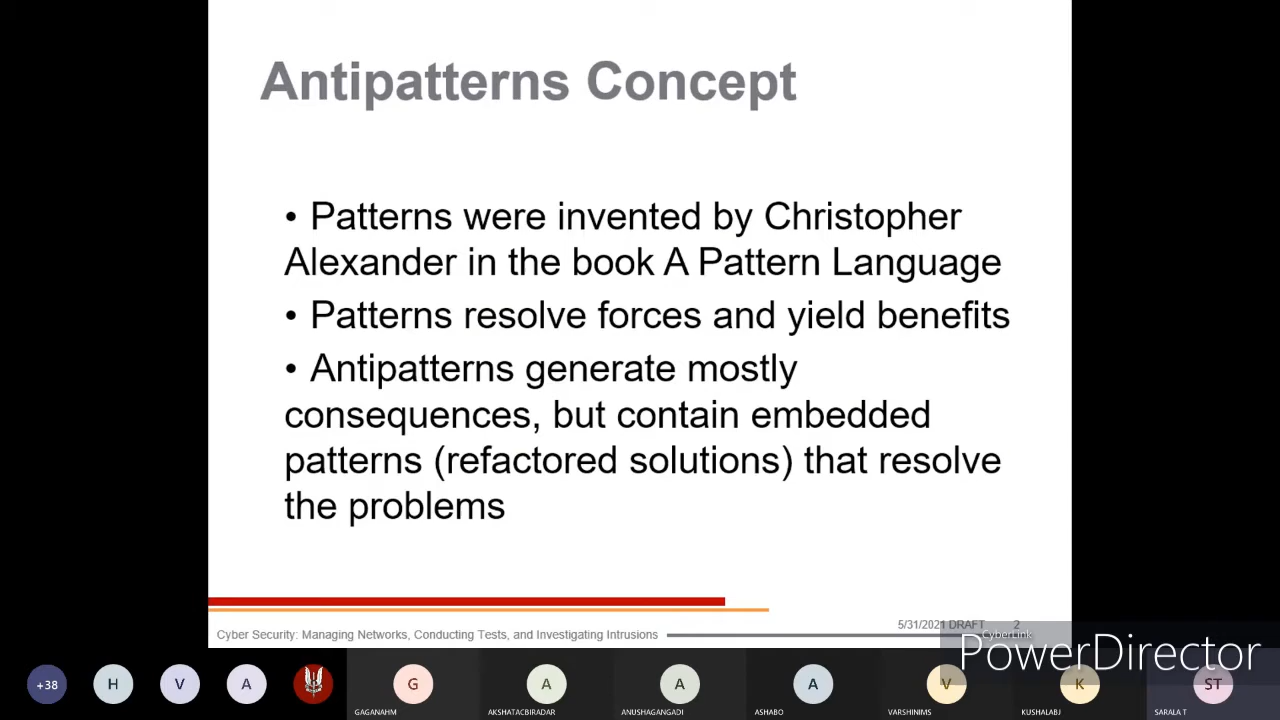 Antipatterns Concept
• Patterns were invented by Christopher
Alexander in the book A Pattern Language
• Patterns resolve forces and yield benefits
• Antipatterns generate mostly
consequences, but contain embedded
patterns (refactored solutions) that resolve
the problems
5/31/2021 DRAFT 2
Cyber Security: Managing Networks, Conducting Tests, and Investigating Intrusions
CyberLink
PowerDirector
+38 H V A G A A A V K ST
GAGANAHM AKSHATACBIRADAR ANUSHAGANGADI ASHABO VARSHINIMS KUSHALABJ SARALA T